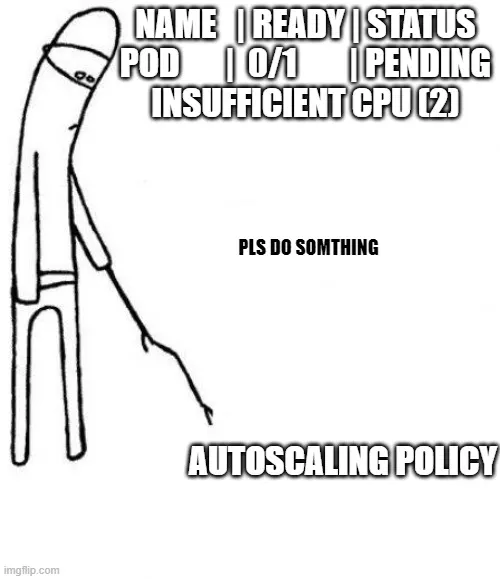 NAME | READY | STATUS
POD | 0/1 | PENDING
INSUFFICIENT CPU (2)
PLS DO SOMTHING
AUTOSCALING POLICY
imgflip.com